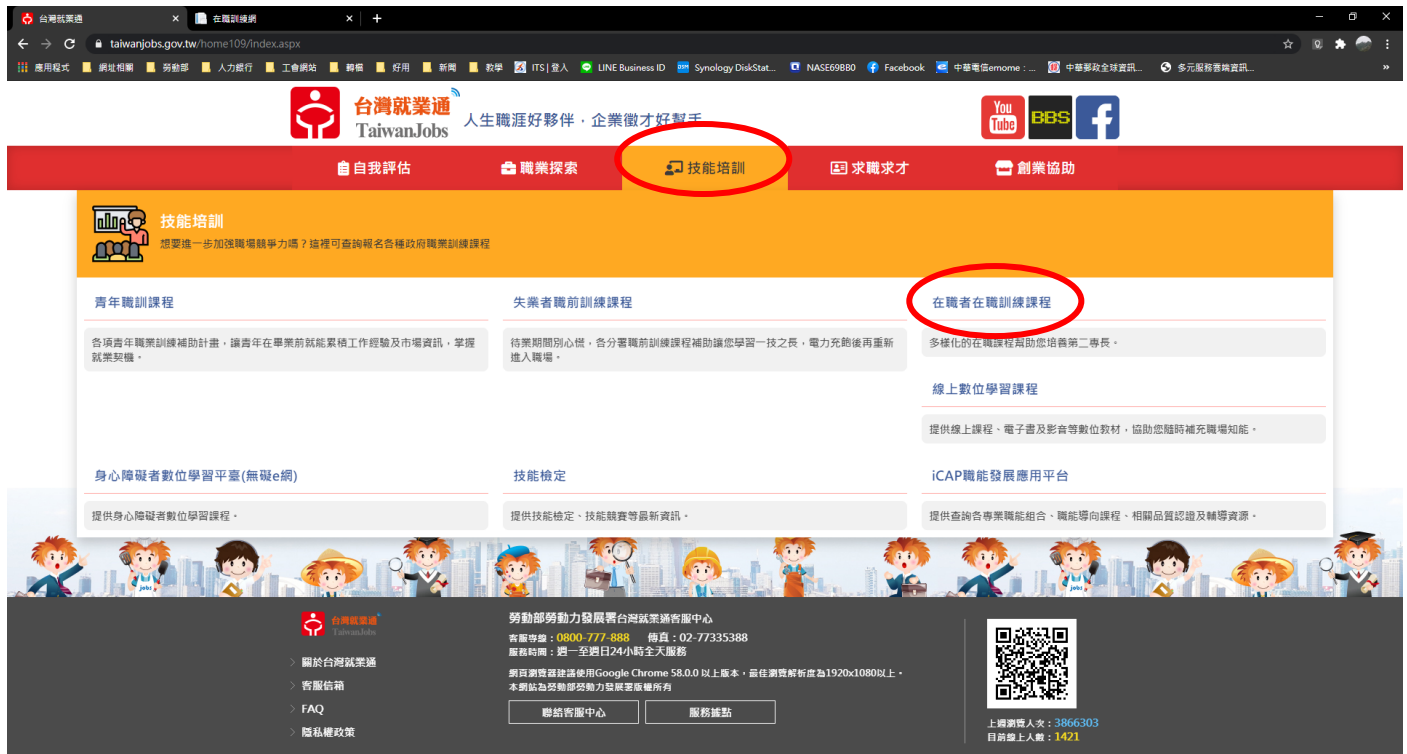 台灣就業通
在職訓練網
taiwanjobs.gov.tw/home109/index.aspx
應用程式 網址相關 勞動部 人力銀行 工會網站 郵櫃 好用 新聞 教學 ITS | 登入 LINE Business ID Synology DiskStat... NASE69BB0 Facebook 中華電信emome：... 中華郵政全球資訊... 多元服務雲端資訊...
台灣就業通
TaiwanJobs
人生職涯好夥伴，企業徵才好幫手
You
Tube
BBS
自我評估 職業探索 技能培訓 求職求才 創業協助
技能培訓
想要進一步加強職場競爭力嗎？這裡可查詢報名各種政府職業訓練課程
青年職訓課程
各項青年職業訓練補助計畫，讓青年在畢業前就能累積工作經驗及市場資訊，掌握
就業契機。
失業者職前訓練課程
待業期間別心慌，各分署職前訓練課程補助讓您學習一技之長，電力充飽後再重新
進入職場。
在職者在職訓練課程
多樣化的在職課程幫助您培養第二專長。
線上數位學習課程
提供線上課程、電子書及影音等數位教材，協助您隨時補充職場知能。
身心障礙者數位學習平臺(無礙e網)
提供身心障礙者數位學習課程。
技能檢定
提供技能檢定、技能競賽等最新資訊。
iCAP職能發展應用平台
提供查詢各專業職能組合、職能導向課程、相關品質認證及輔導資源。
台灣就業通
TaiwanJobs
關於台灣就業通
客服信箱
FAQ
隱私權政策
勞動部勞動力發展署台灣就業通客服中心
客服專線：0800-777-888 傳真：02-77335388
服務時間：週一至週日24小時全天服務
網頁瀏覽器建議使用Google Chrome 58.0.0 以上版本，最佳瀏覽解析度為1920x1080以上。
本網站為勞動部勞動力發展署版權所有
聯絡客服中心 服務據點
上週瀏覽人次：3866303
目前線上人數：1421